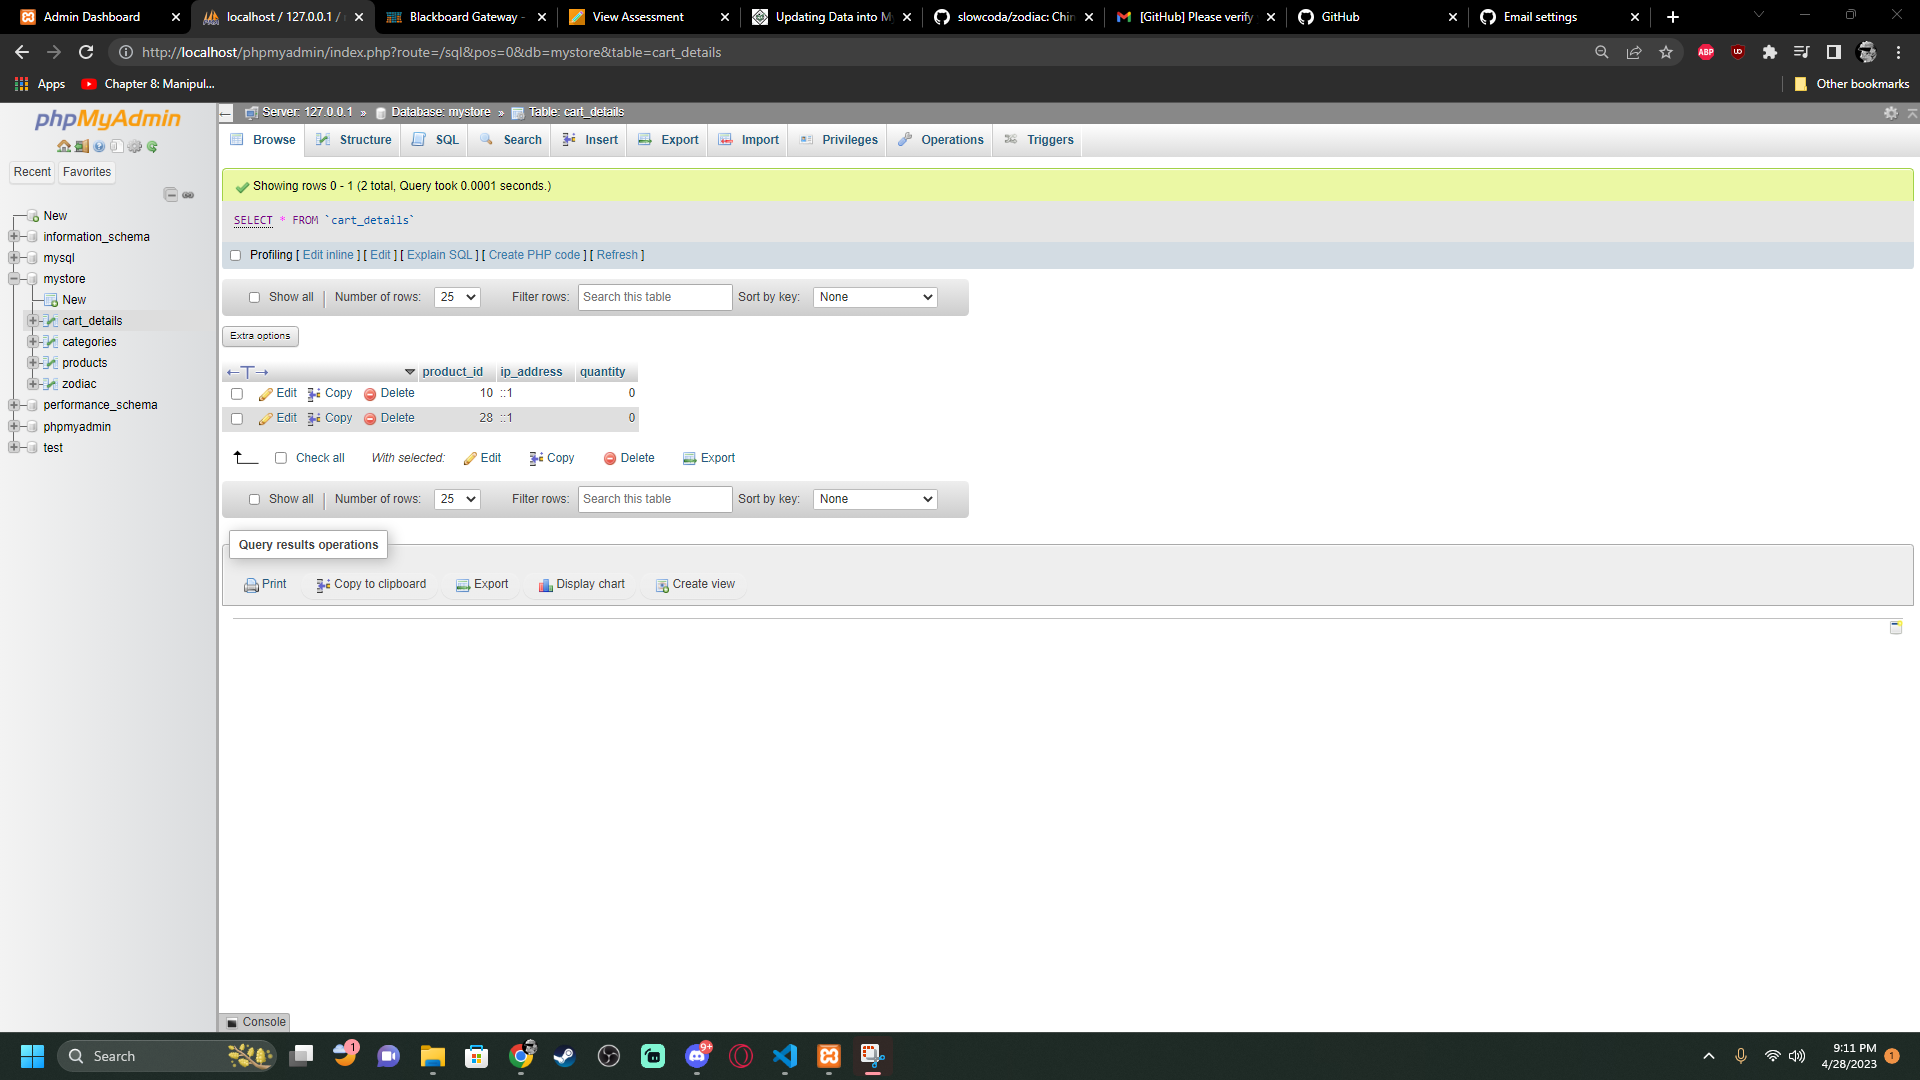 Admin Dashboard
localhost / 127.0.0.1 /
Blackboard Gateway -
View Assessment
Updating Data into M
slowcoda/zodiac: Chin
[GitHub] Please verify
GitHub
Email settings
http://localhost/phpmyadmin/index.php?route=/sql&pos=0&db=mystore&table=cart_details
ABP
Apps
Chapter 8: Manipul...
Other bookmarks
phpMyAdmin
Recent
Favorites
New
information_schema
mysql
mystore
New
cart_details
categories
products
zodiac
performance_schema
phpmyadmin
test
Server: 127.0.0.1 » Database: mystore » Table: cart_details
Browse
Structure
SQL
Search
Insert
Export
Import
Privileges
Operations
Triggers
Showing rows 0 - 1 (2 total, Query took 0.0001 seconds.)
SELECT * FROM `cart_details`
Profiling [ Edit inline ] [ Edit ] [ Explain SQL ] [ Create PHP code ] [ Refresh ]
Show all | Number of rows: 25 Filter rows: Search this table Sort by key: None
Extra options
←T→ product_id ip_address quantity
Edit Copy Delete 10 ::1 0
Edit Copy Delete 28 ::1 0
Check all With selected: Edit Copy Delete Export
Show all | Number of rows: 25 Filter rows: Search this table Sort by key: None
Query results operations
Print Copy to clipboard Export Display chart Create view
Console
Search
1
9+
9:11 PM
4/28/2023
1